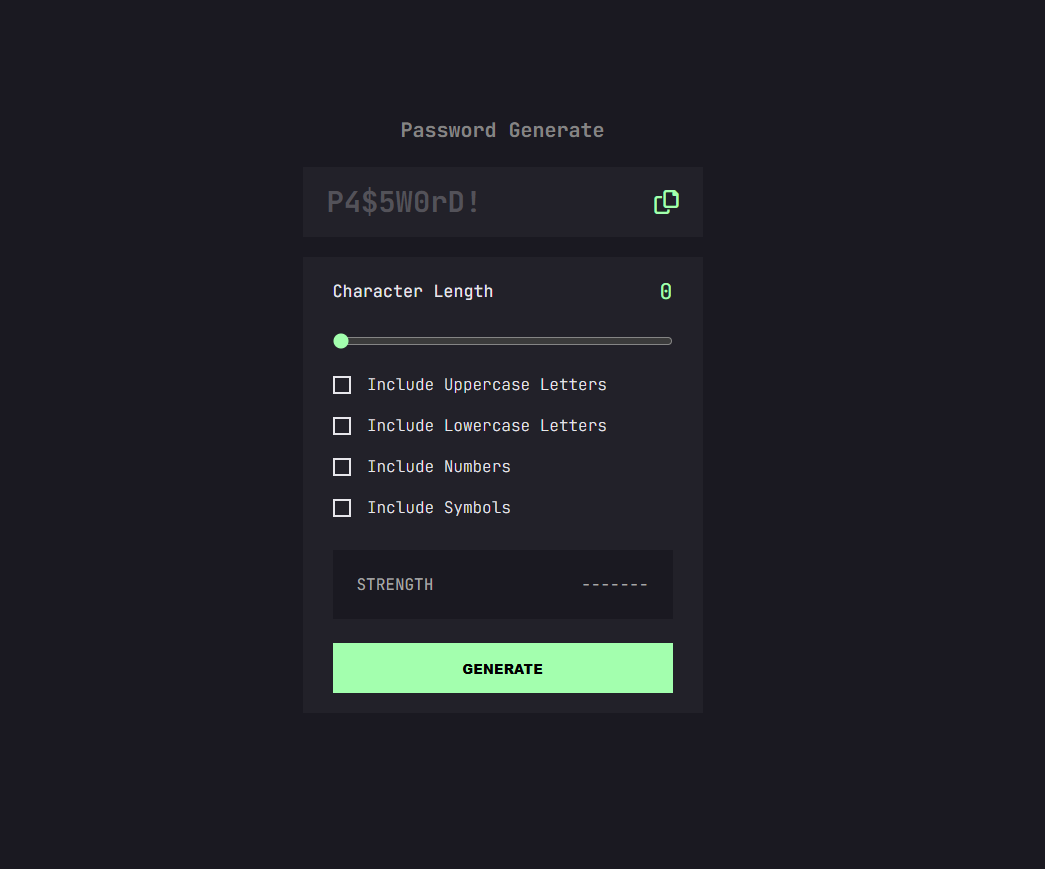 Password Generate
P4$5W0rD!
Character Length 0
Include Uppercase Letters
Include Lowercase Letters
Include Numbers
Include Symbols
STRENGTH -------
GENERATE